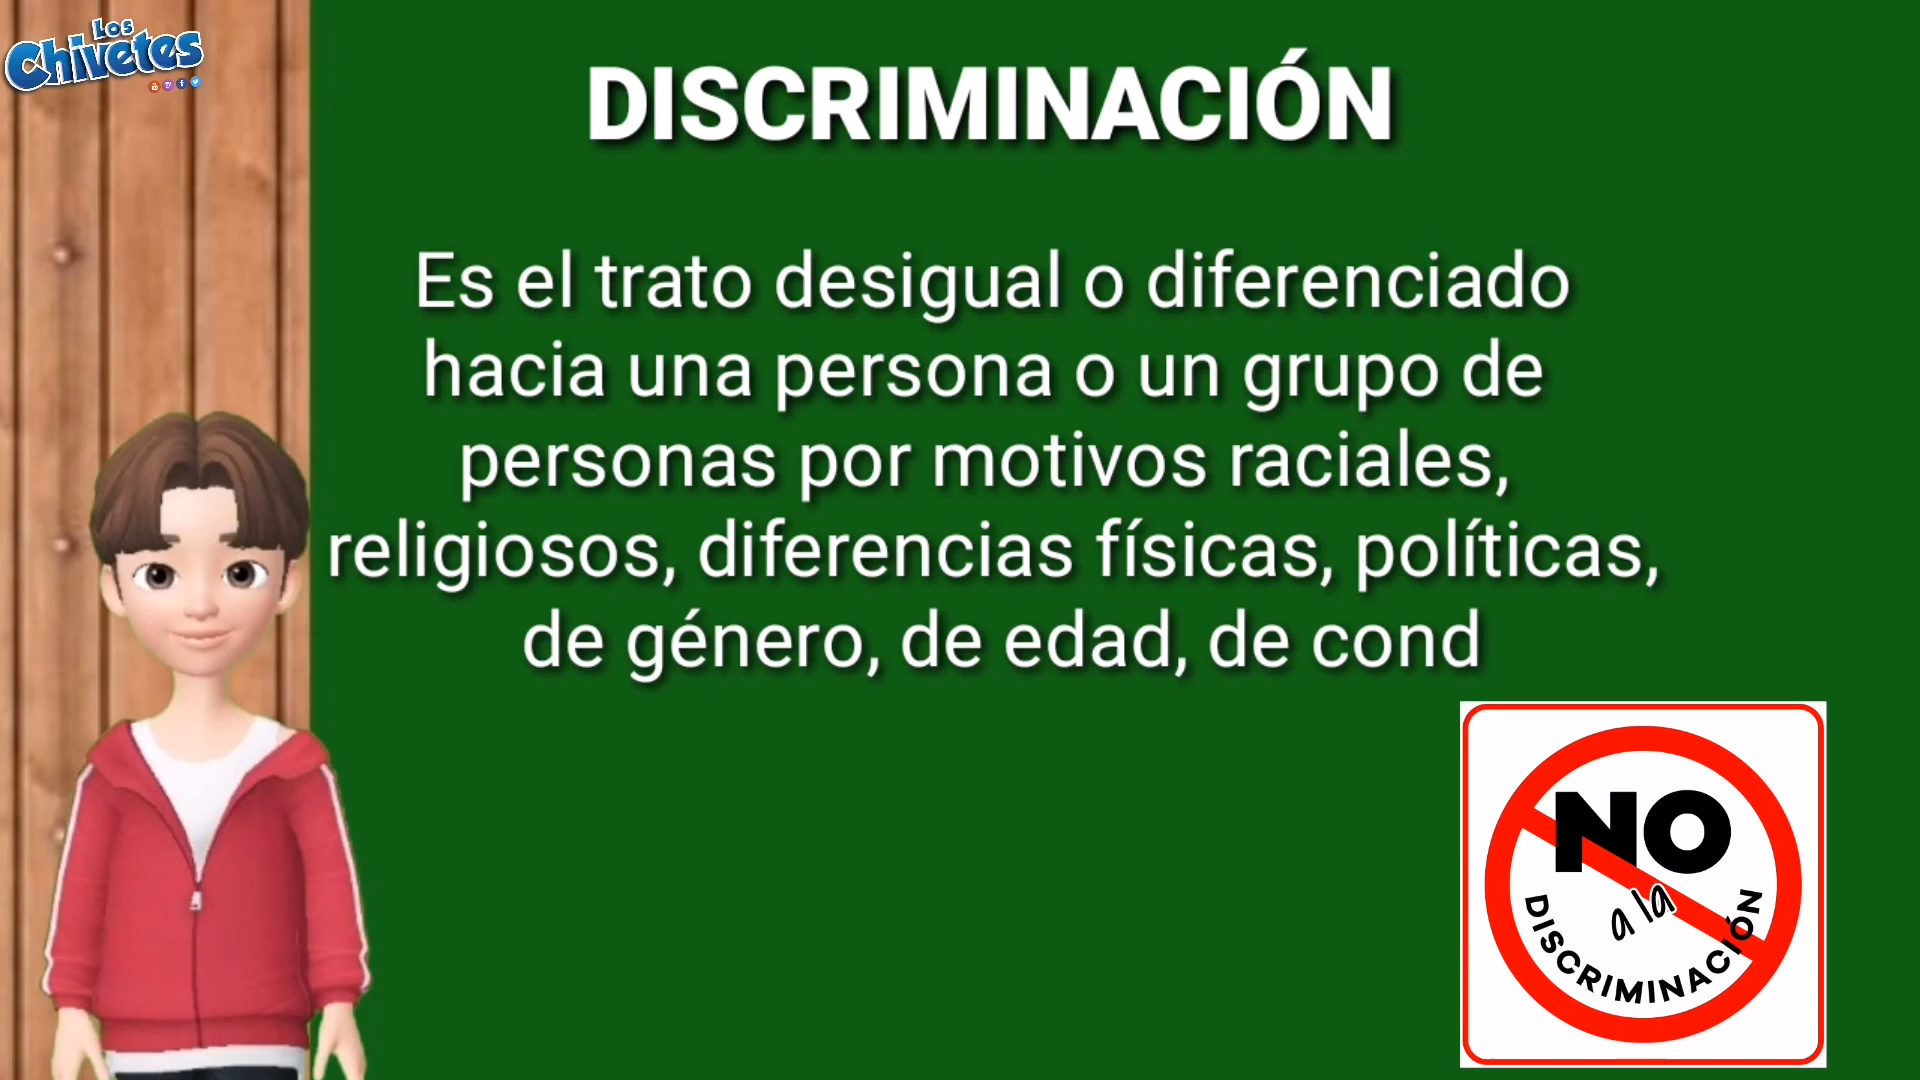 Los
Chivetes
DISCRIMINACIÓN
Es el trato desigual o diferenciado
hacia una persona o un grupo de
personas por motivos raciales,
religiosos, diferencias físicas, políticas,
de género, de edad, de cond
NO
a la
DISCRIMINACIÓN